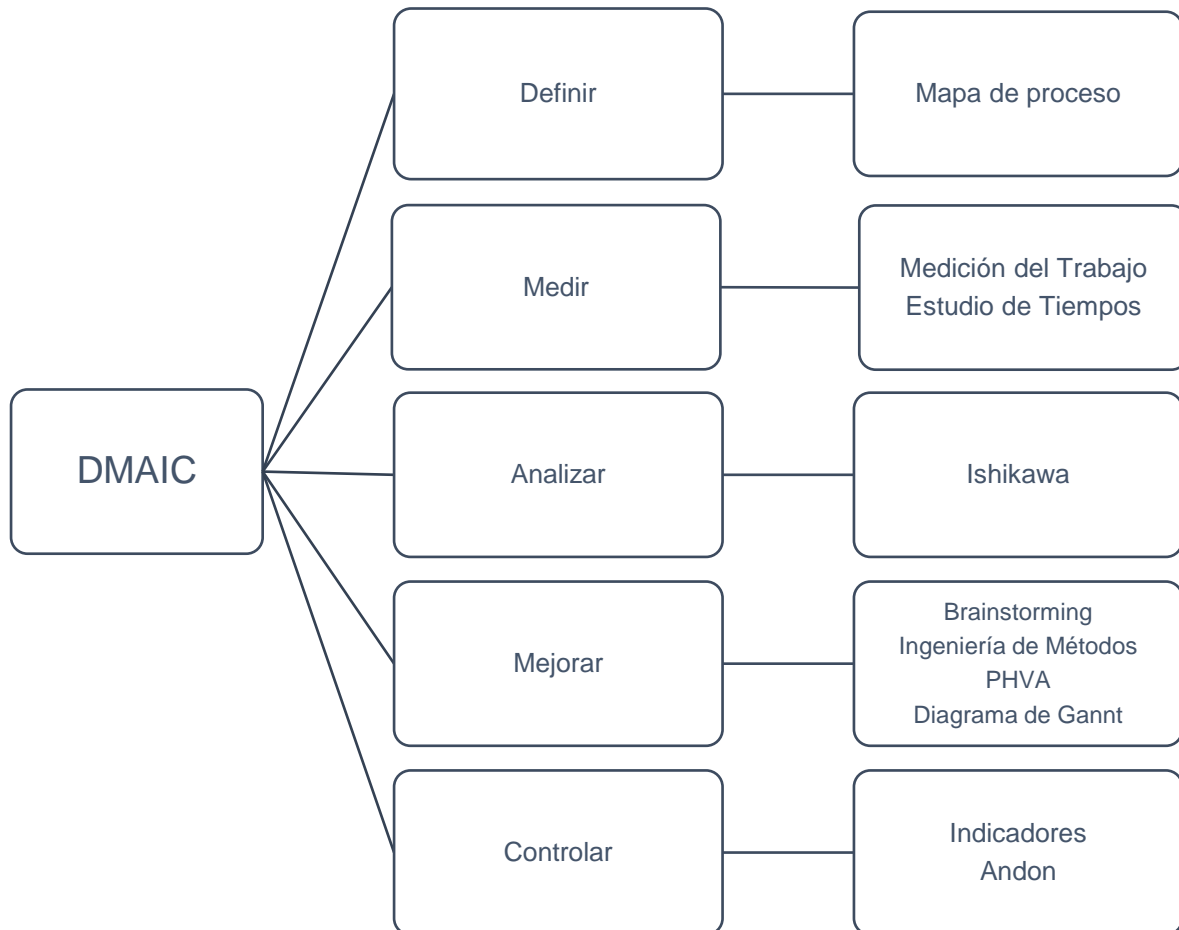 DMAIC
Definir
Mapa de proceso
Medir
Medición del Trabajo
Estudio de Tiempos
Analizar
Ishikawa
Mejorar
Brainstorming
Ingeniería de Métodos
PHVA
Diagrama de Gannt
Controlar
Indicadores
Andon